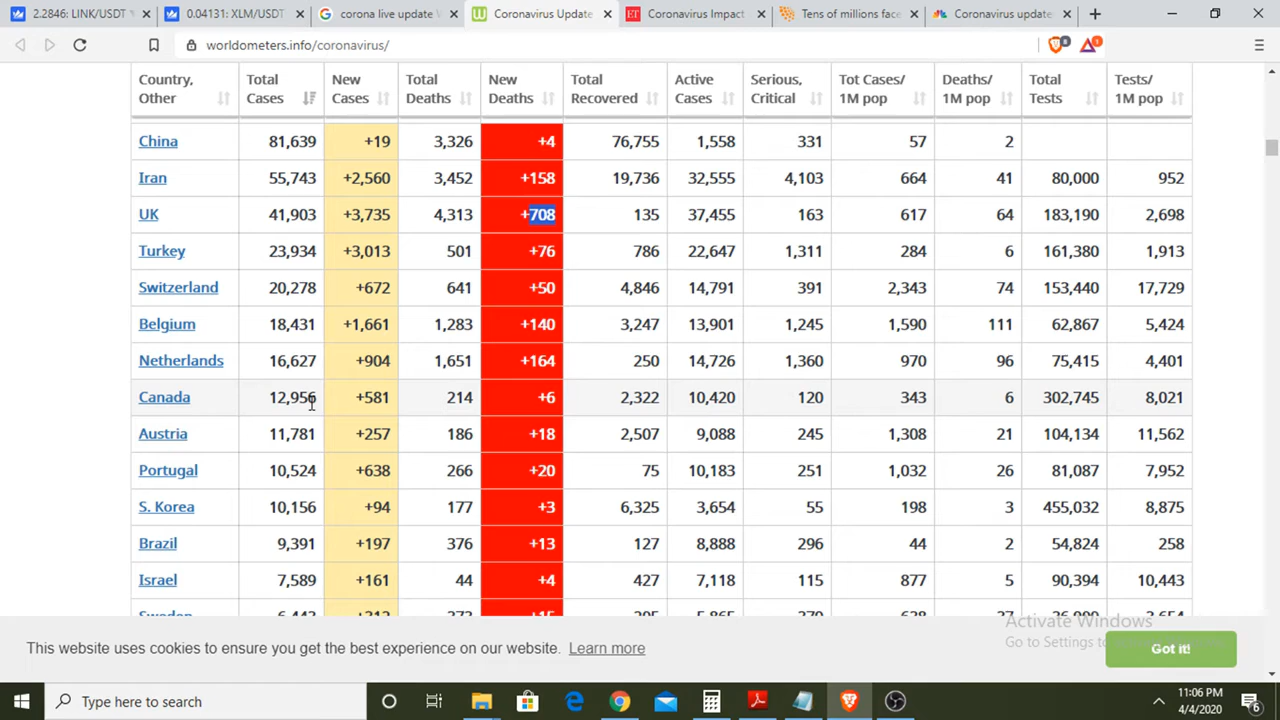 2.2846: LINK/USDT
0.04131: XLM/USDT
corona live update
Coronavirus Update
ET Coronavirus Impact
Tens of millions face
Coronavirus update
worldometers.info/coronavirus/
Country, Other Total Cases New Cases Total Deaths New Deaths Total Recovered Active Cases Serious, Critical Tot Cases/ 1M pop Deaths/ 1M pop Total Tests Tests/ 1M pop
China 81,639 +19 3,326 +4 76,755 1,558 331 57 2
Iran 55,743 +2,560 3,452 +158 19,736 32,555 4,103 664 41 80,000 952
UK 41,903 +3,735 4,313 +708 135 37,455 163 617 64 183,190 2,698
Turkey 23,934 +3,013 501 +76 786 22,647 1,311 284 6 161,380 1,913
Switzerland 20,278 +672 641 +50 4,846 14,791 391 2,343 74 153,440 17,729
Belgium 18,431 +1,661 1,283 +140 3,247 13,901 1,245 1,590 111 62,867 5,424
Netherlands 16,627 +904 1,651 +164 250 14,726 1,360 970 96 75,415 4,401
Canada 12,956 +581 214 +6 2,322 10,420 120 343 6 302,745 8,021
Austria 11,781 +257 186 +18 2,507 9,088 245 1,308 21 104,134 11,562
Portugal 10,524 +638 266 +20 75 10,183 251 1,032 26 81,087 7,952
S. Korea 10,156 +94 177 +3 6,325 3,654 55 198 3 455,032 8,875
Brazil 9,391 +197 376 +13 127 8,888 296 44 2 54,824 258
Israel 7,589 +161 44 +4 427 7,118 115 877 5 90,394 10,443
Activate Windows
Go to Settings to
This website uses cookies to ensure you get the best experience on our website. Learn more
Got it!
Type here to search
11:06 PM
4/4/2020
6